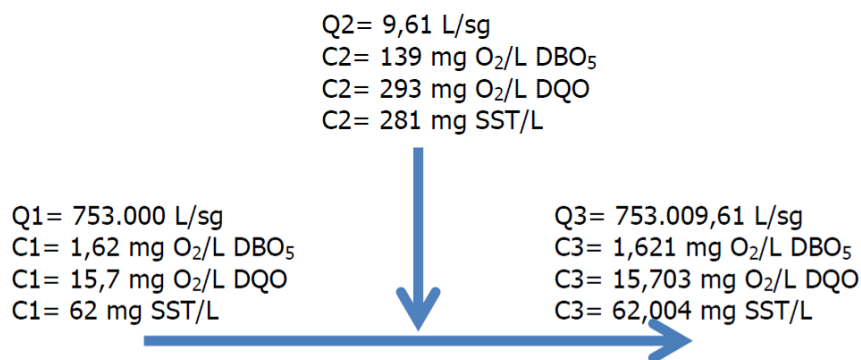 Q2= 9,61 L/sg
C2= 139 mg O₂/L DBO₅
C2= 293 mg O₂/L DQO
C2= 281 mg SST/L
Q1= 753.000 L/sg
C1= 1,62 mg O₂/L DBO₅
C1= 15,7 mg O₂/L DQO
C1= 62 mg SST/L
Q3= 753.009,61 L/sg
C3= 1,621 mg O₂/L DBO₅
C3= 15,703 mg O₂/L DQO
C3= 62,004 mg SST/L